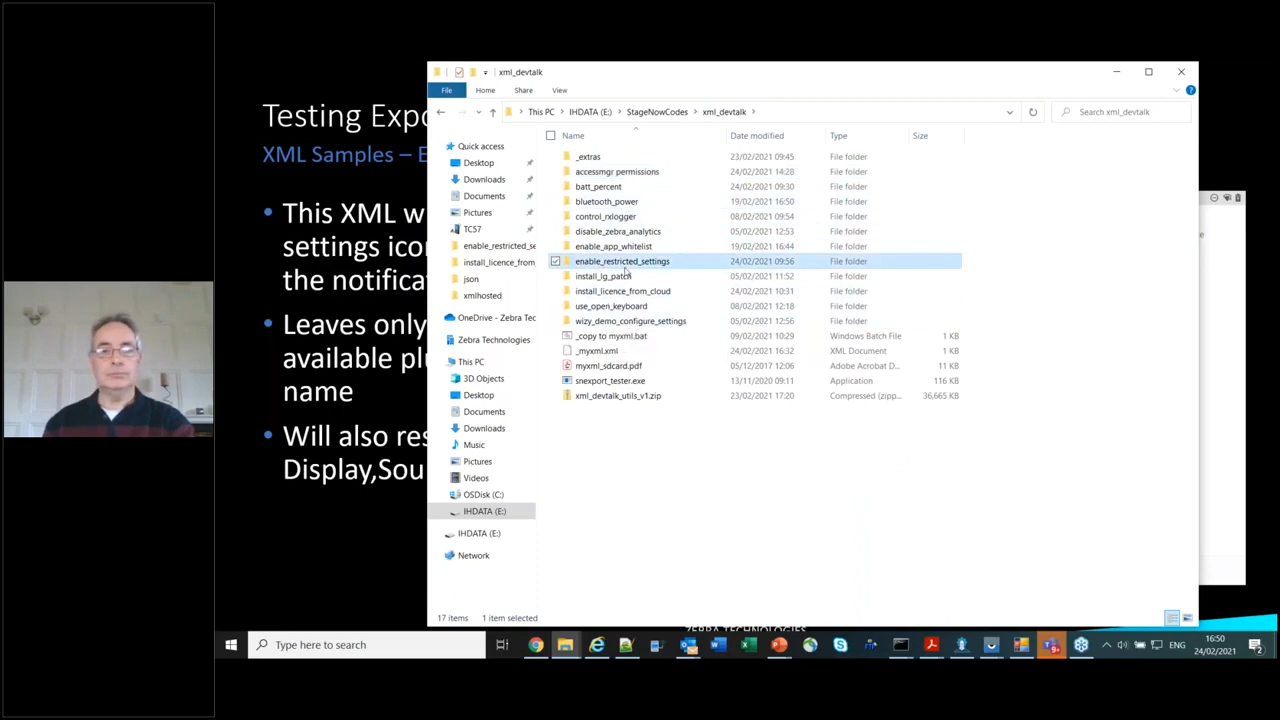 Testing Expo
XML Samples – E
This XML w
settings ico
the notifica
Leaves only
available plu
name
Will also res
Display,Sou
xml_devtalk
File
Home
Share
View
This PC
IHDATA (E:)
StageNowCodes
xml_devtalk
Search xml_devtalk
Quick access
Desktop
Downloads
Documents
Pictures
TC57
enable_restricted_se
install_licence_from
json
xmlhosted
OneDrive - Zebra Tec
Zebra Technologies
This PC
3D Objects
Desktop
Documents
Downloads
Music
Pictures
Videos
OSDisk (C:)
IHDATA (E:)
IHDATA (E:)
Network
Name Date modified Type Size
_extras 23/02/2021 09:45 File folder
accessmgr permissions 24/02/2021 14:28 File folder
batt_percent 24/02/2021 09:30 File folder
bluetooth_power 19/02/2021 16:50 File folder
control_rxlogger 08/02/2021 09:54 File folder
disable_zebra_analytics 05/02/2021 12:53 File folder
enable_app_whitelist 19/02/2021 16:44 File folder
enable_restricted_settings 24/02/2021 09:56 File folder
install_lg_patch 05/02/2021 11:52 File folder
install_licence_from_cloud 24/02/2021 10:31 File folder
use_open_keyboard 08/02/2021 12:18 File folder
wizy_demo_configure_settings 05/02/2021 12:56 File folder
_copy to myxml.bat 09/02/2021 10:29 Windows Batch File 1 KB
_myxml.xml 24/02/2021 16:32 XML Document 1 KB
myxml_sdcard.pdf 05/12/2017 12:06 Adobe Acrobat D... 11 KB
snexport_tester.exe 13/11/2020 09:11 Application 116 KB
xml_devtalk_utils_v1.zip 23/02/2021 17:20 Compressed (zipp... 36,665 KB
17 items 1 item selected
ZEBRA TECHNOLOGIES
Type here to search
ENG
16:50
24/02/2021